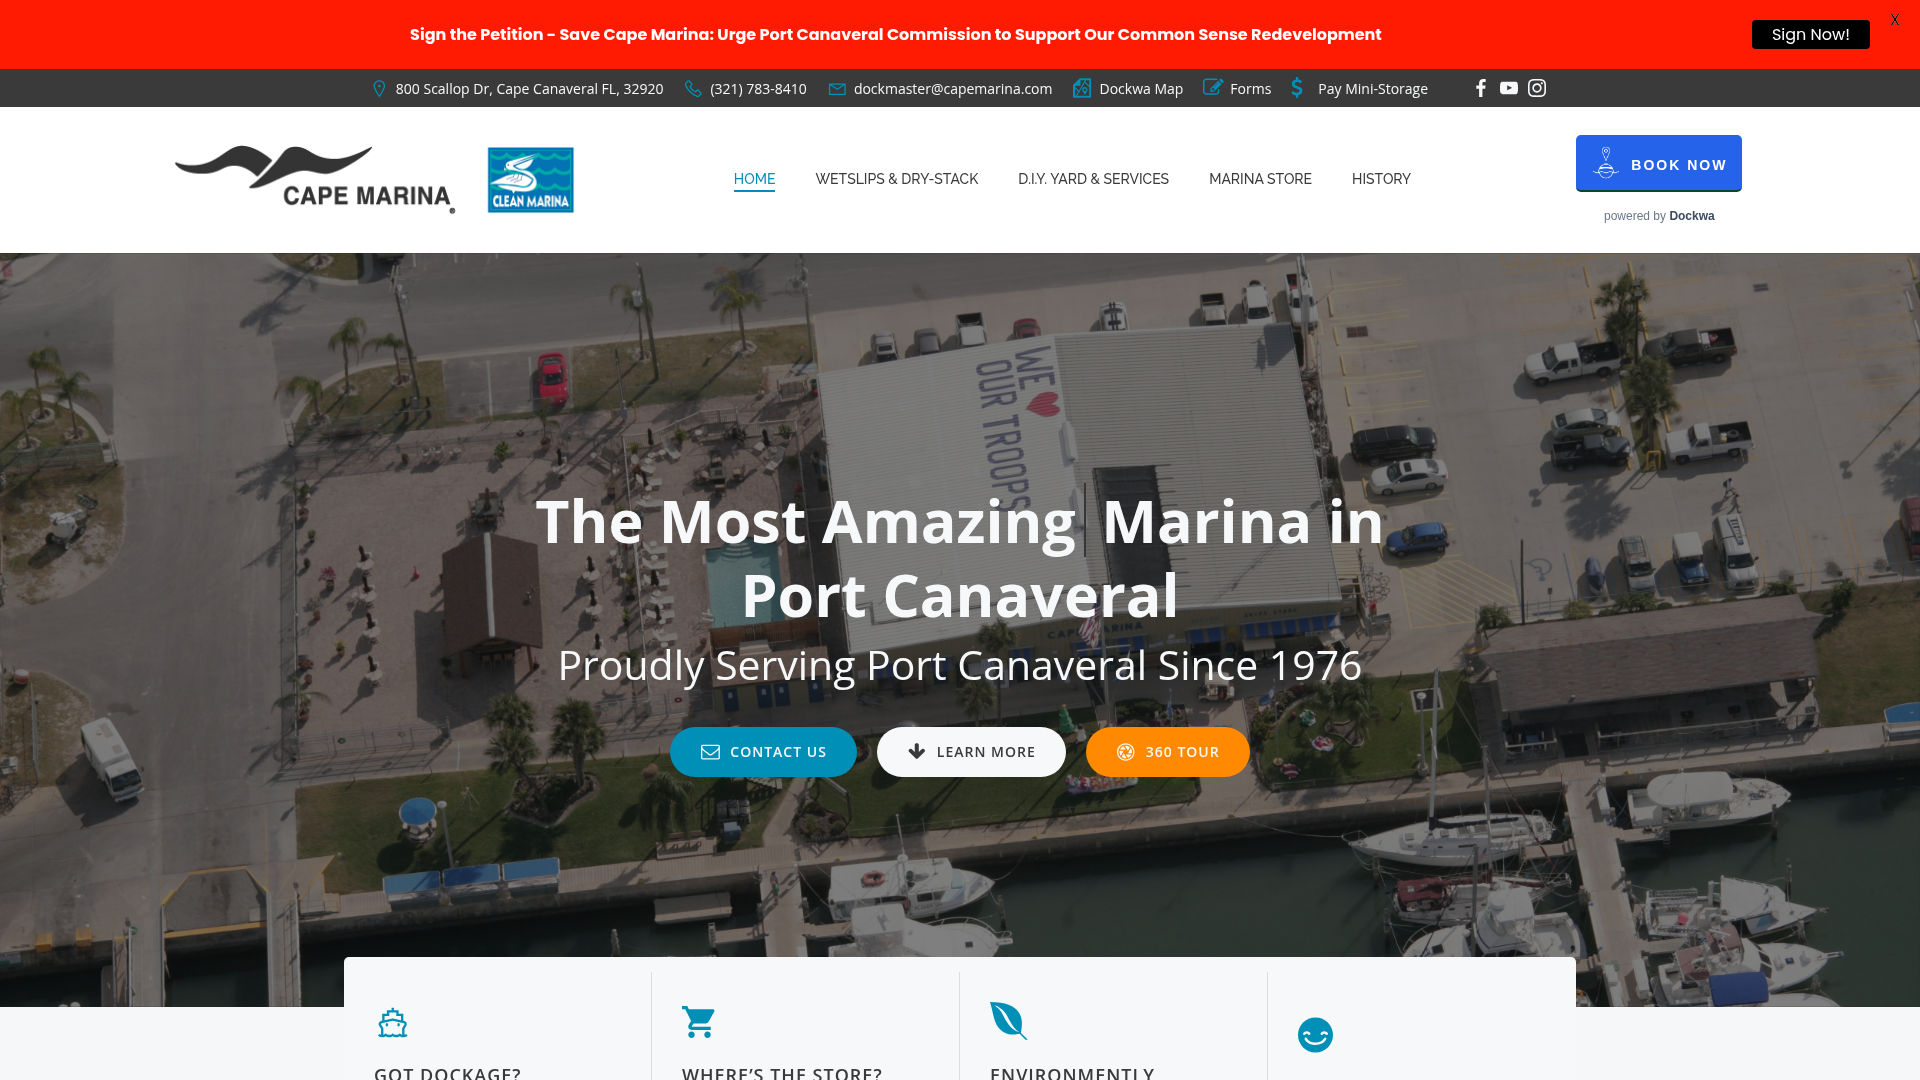 Sign the Petition - Save Cape Marina: Urge Port Canaveral Commission to Support Our Common Sense Redevelopment
Sign Now!
X
800 Scallop Dr, Cape Canaveral FL, 32920
(321) 783-8410
dockmaster@capemarina.com
Dockwa Map
Forms
Pay Mini-Storage
CAPE MARINA
CLEAN MARINA
HOME
WETSLIPS & DRY-STACK
D.I.Y. YARD & SERVICES
MARINA STORE
HISTORY
BOOK NOW
powered by Dockwa
WE
OUR TROOPS
The Most Amazing Marina in
Port Canaveral
CAPE MARINA
Proudly Serving Port Canaveral Since 1976
CONTACT US
LEARN MORE
360 TOUR
GOT DOCKAGE?
WHERE’S THE STORE?
ENVIRONMENTLY